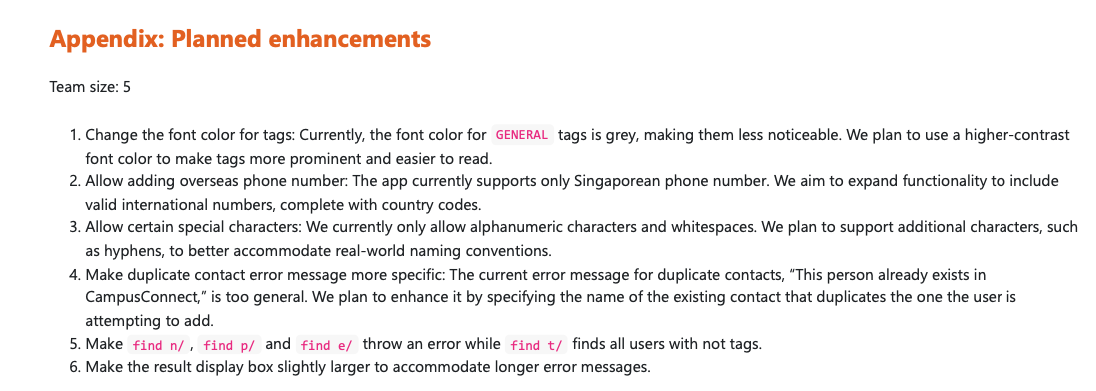 Appendix: Planned enhancements
Team size: 5
1. Change the font color for tags: Currently, the font color for GENERAL tags is grey, making them less noticeable. We plan to use a higher-contrast
font color to make tags more prominent and easier to read.
2. Allow adding overseas phone number: The app currently supports only Singaporean phone number. We aim to expand functionality to include
valid international numbers, complete with country codes.
3. Allow certain special characters: We currently only allow alphanumeric characters and whitespaces. We plan to support additional characters, such
as hyphens, to better accommodate real-world naming conventions.
4. Make duplicate contact error message more specific: The current error message for duplicate contacts, “This person already exists in
CampusConnect,” is too general. We plan to enhance it by specifying the name of the existing contact that duplicates the one the user is
attempting to add.
5. Make find n/ , find p/ and find e/ throw an error while find t/ finds all users with not tags.
6. Make the result display box slightly larger to accommodate longer error messages.